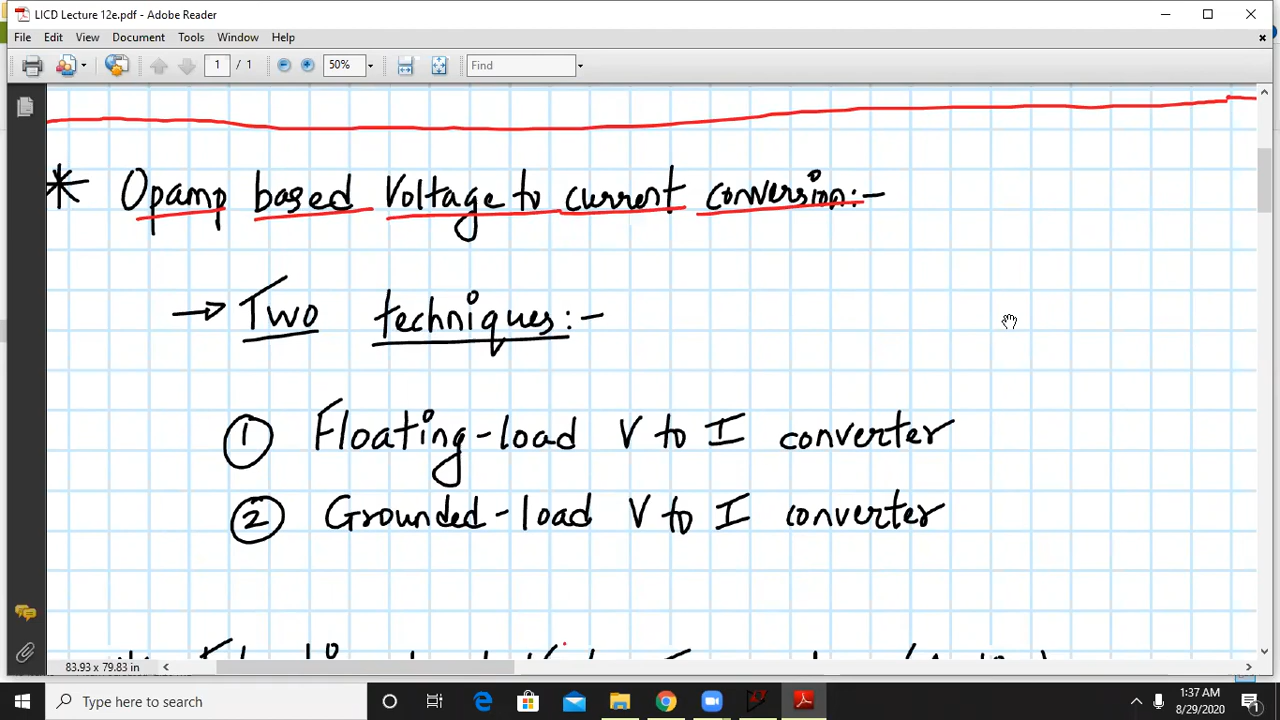 LICD Lecture 12e.pdf - Adobe Reader
File Edit View Document Tools Window Help
1 / 1 50% Find
* Opamp based Voltage to current conversion:-
→ Two techniques:-
① Floating-load V to I converter
② Grounded-load V to I converter
83.93 x 79.83 in
Type here to search
1:37 AM
8/29/2020